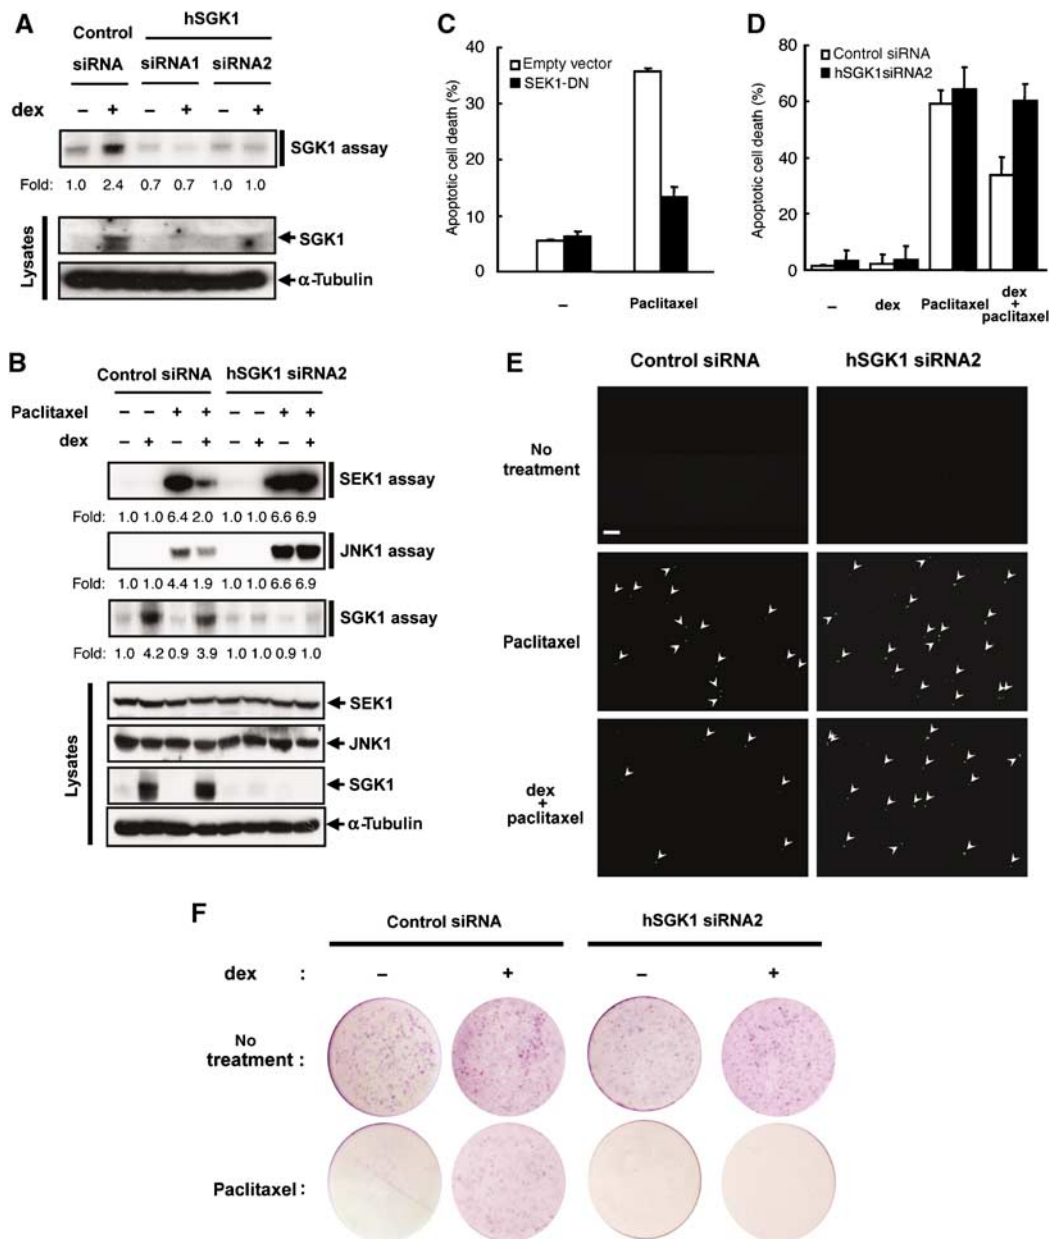 A
hSGK1
Control
siRNA siRNA1 siRNA2
dex – + – + – +
SGK1 assay
Fold: 1.0 2.4 0.7 0.7 1.0 1.0
Lysates
SGK1
α-Tubulin
B
Control siRNA hSGK1 siRNA2
Paclitaxel – – + + – – + +
dex – + – + – + – +
SEK1 assay
Fold: 1.0 1.0 6.4 2.0 1.0 1.0 6.6 6.9
JNK1 assay
Fold: 1.0 1.0 4.4 1.9 1.0 1.0 6.6 6.9
SGK1 assay
Fold: 1.0 4.2 0.9 3.9 1.0 1.0 0.9 1.0
Lysates
SEK1
JNK1
SGK1
α-Tubulin
C
Apoptotic cell death (%)
40
30
20
10
0
Empty vector
SEK1-DN
– Paclitaxel
D
Apoptotic cell death (%)
80
60
40
20
0
Control siRNA
hSGK1siRNA2
– dex Paclitaxel dex
+
paclitaxel
E
Control siRNA hSGK1 siRNA2
No
treatment
Paclitaxel
dex
+
paclitaxel
F
Control siRNA hSGK1 siRNA2
dex : – + – +
No
treatment :
Paclitaxel :